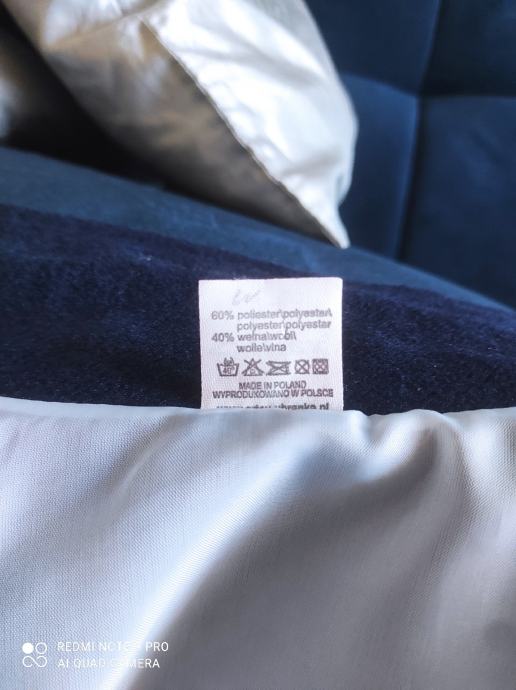 60% poliester\polyester\
polyester\polyester
40% wełna\wool\
wolle\vlna
40°
MADE IN POLAND
WYPRODUKOWANO W POLSCE
REDMI NOTE PRO
AI QUAD CAMERA